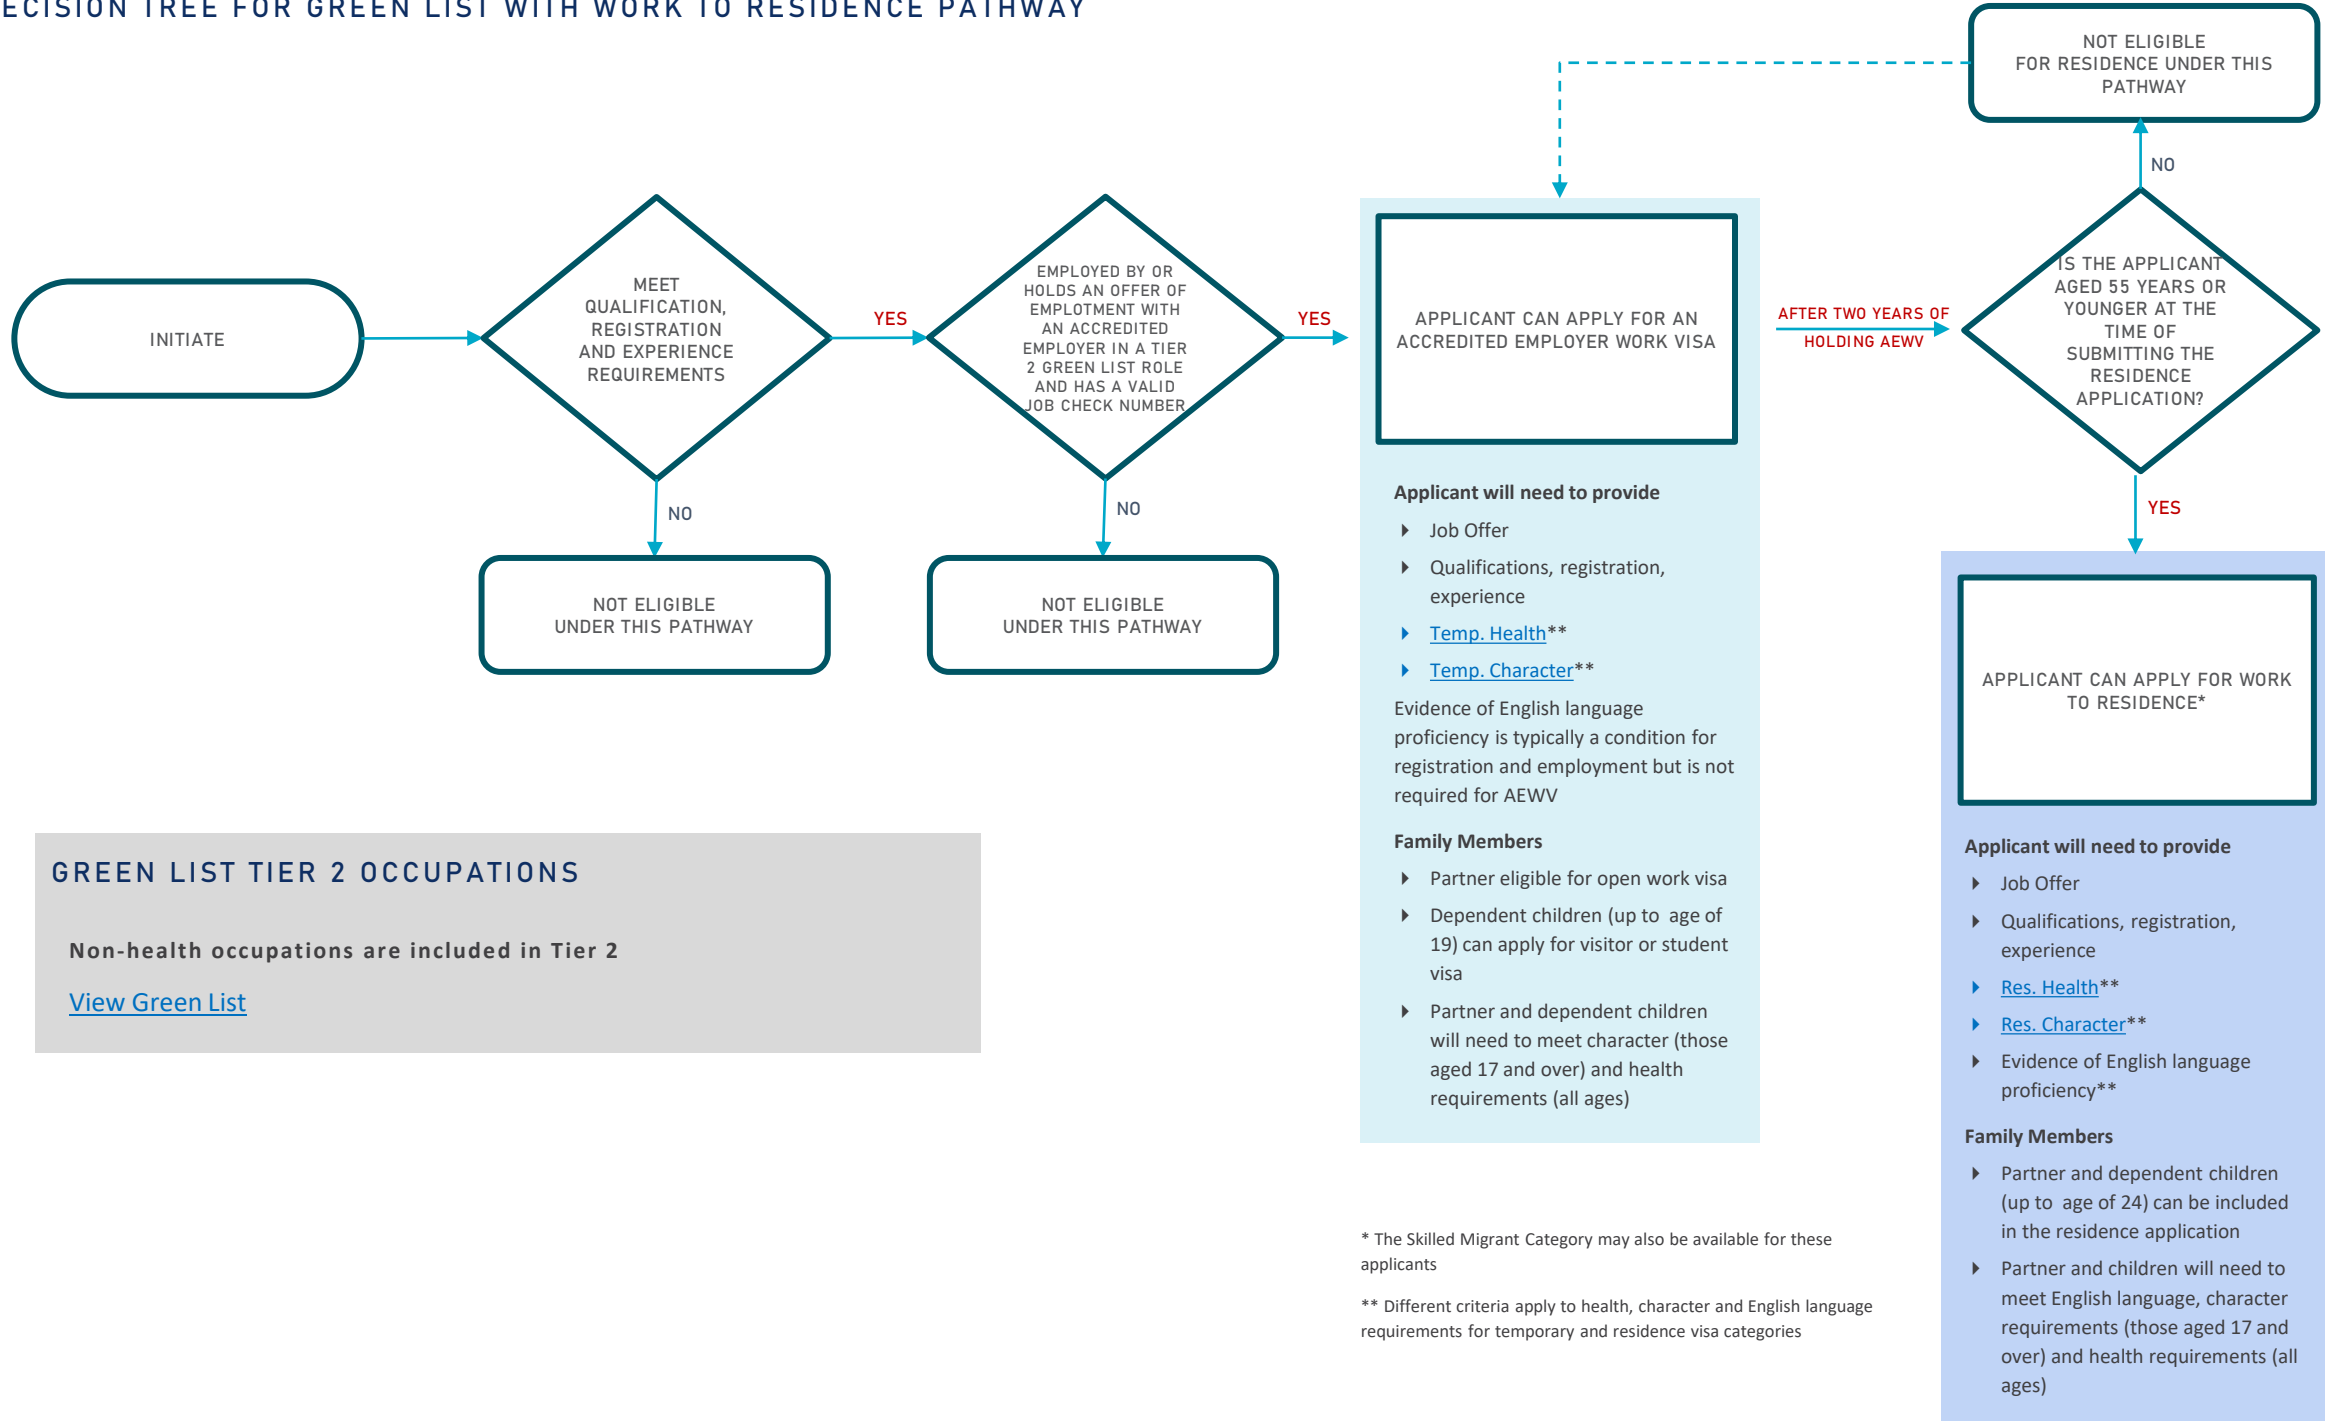 ECISION TREE FOR GREEN LIST WITH WORK TO RESIDENCE PATHWAY
NOT ELIGIBLE
FOR RESIDENCE UNDER THIS
PATHWAY
NO
INITIATE
MEET
QUALIFICATION,
REGISTRATION
AND EXPERIENCE
REQUIREMENTS
YES
NO
NOT ELIGIBLE
UNDER THIS PATHWAY
EMPLOYED BY OR
HOLDS AN OFFER OF
EMPLOTMENT WITH
AN ACCREDITED
EMPLOYER IN A TIER
2 GREEN LIST ROLE
AND HAS A VALID
JOB CHECK NUMBER
YES
NO
NOT ELIGIBLE
UNDER THIS PATHWAY
APPLICANT CAN APPLY FOR AN
ACCREDITED EMPLOYER WORK VISA
Applicant will need to provide
Job Offer
Qualifications, registration,
experience
Temp. Health**
Temp. Character**
Evidence of English language
proficiency is typically a condition for
registration and employment but is not
required for AEWV
Family Members
Partner eligible for open work visa
Dependent children (up to age of
19) can apply for visitor or student
visa
Partner and dependent children
will need to meet character (those
aged 17 and over) and health
requirements (all ages)
AFTER TWO YEARS OF
HOLDING AEWV
IS THE APPLICANT
AGED 55 YEARS OR
YOUNGER AT THE
TIME OF
SUBMITTING THE
RESIDENCE
APPLICATION?
YES
APPLICANT CAN APPLY FOR WORK
TO RESIDENCE*
Applicant will need to provide
Job Offer
Qualifications, registration,
experience
Res. Health**
Res. Character**
Evidence of English language
proficiency**
Family Members
Partner and dependent children
(up to age of 24) can be included
in the residence application
Partner and children will need to
meet English language, character
requirements (those aged 17 and
over) and health requirements (all
ages)
GREEN LIST TIER 2 OCCUPATIONS
Non-health occupations are included in Tier 2
View Green List
* The Skilled Migrant Category may also be available for these
applicants
** Different criteria apply to health, character and English language
requirements for temporary and residence visa categories